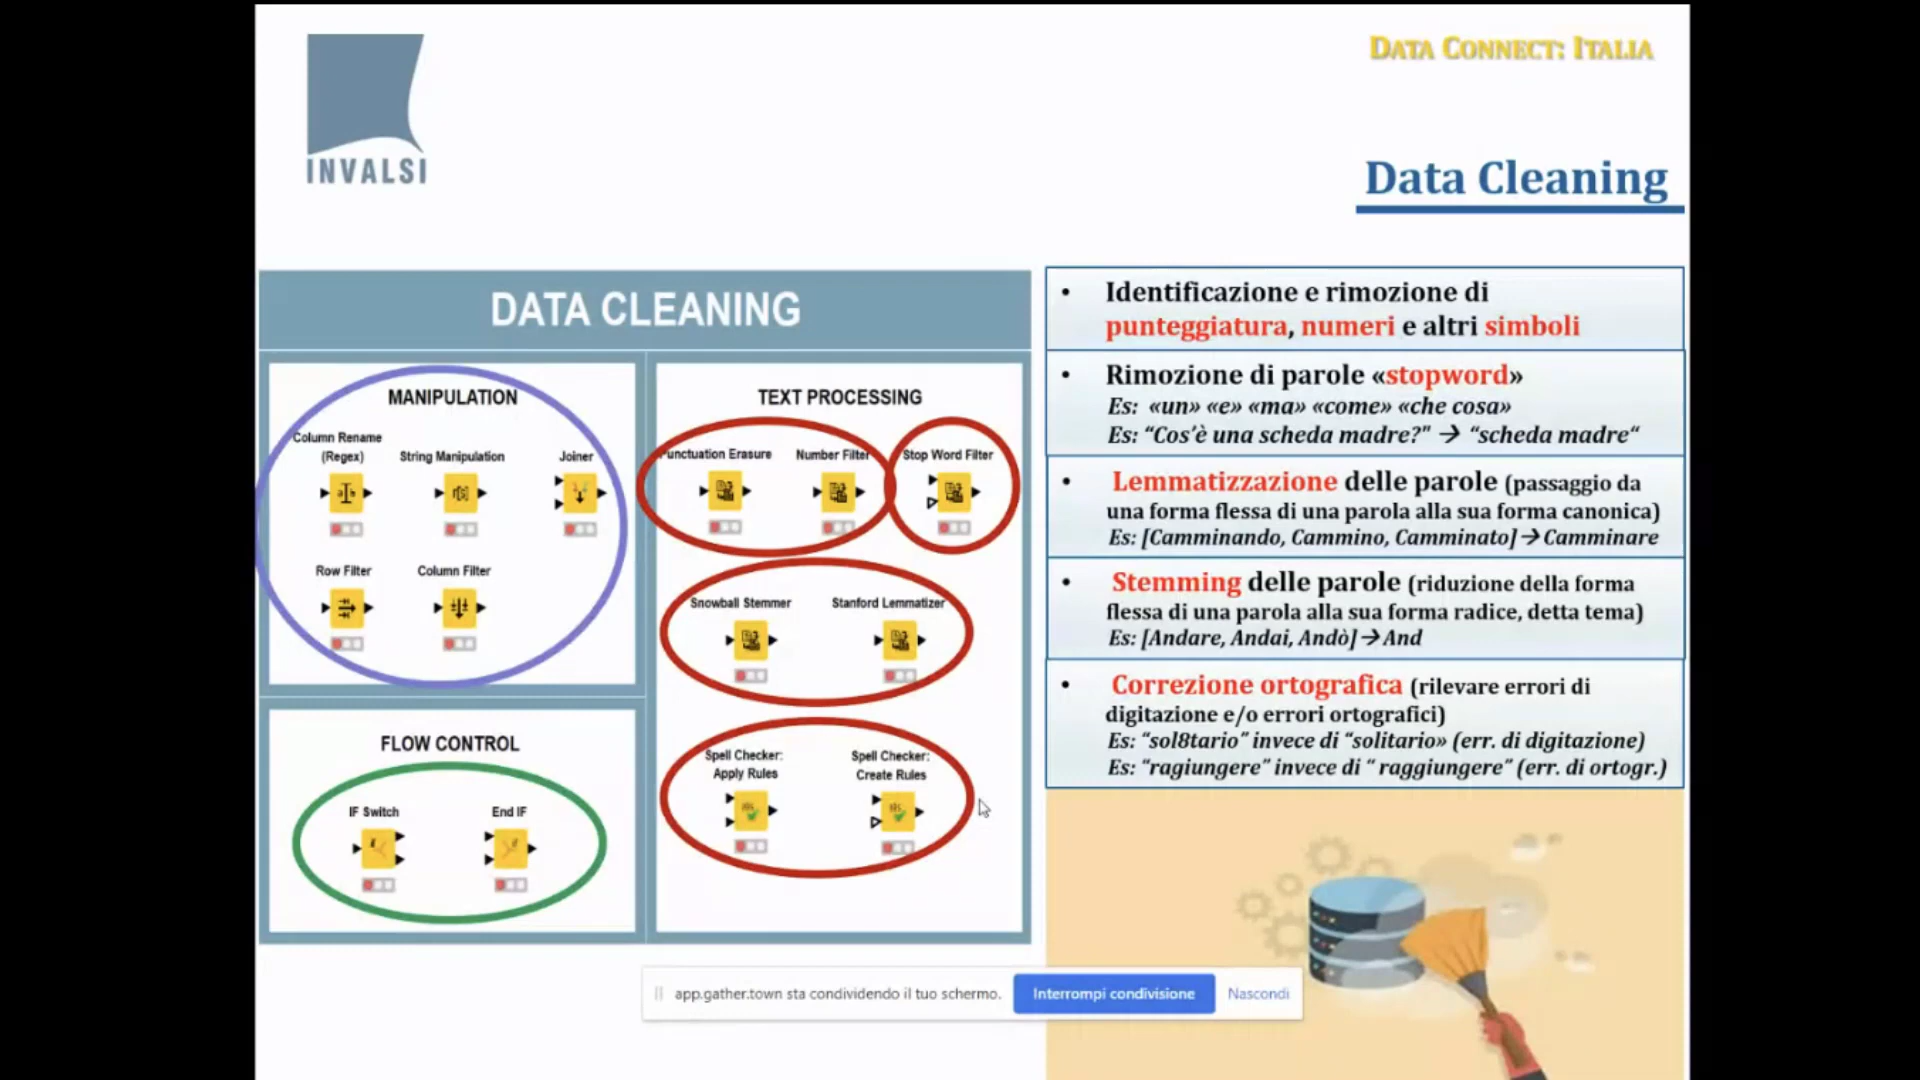 INVALSI
DATA CONNECT: ITALIA
Data Cleaning
DATA CLEANING
MANIPULATION
Column Rename
(Regex)
String Manipulation
Joiner
Row Filter
Column Filter
FLOW CONTROL
IF Switch
End IF
TEXT PROCESSING
Punctuation Erasure
Number Filter
Stop Word Filter
Snowball Stemmer
Stanford Lemmatizer
Spell Checker:
Apply Rules
Spell Checker:
Create Rules
• Identificazione e rimozione di
punteggiatura, numeri e altri simboli
• Rimozione di parole «stopword»
Es: «un» «e» «ma» «come» «che cosa»
Es: “Cos’è una scheda madre?” → “scheda madre“
• Lemmatizzazione delle parole (passaggio da
una forma flessa di una parola alla sua forma canonica)
Es: [Camminando, Cammino, Camminato]→Camminare
• Stemming delle parole (riduzione della forma
flessa di una parola alla sua forma radice, detta tema)
Es: [Andare, Andai, Andò]→And
• Correzione ortografica (rilevare errori di
digitazione e/o errori ortografici)
Es: “sol8tario” invece di “solitario» (err. di digitazione)
Es: “ragiungere” invece di “ raggiungere” (err. di ortogr.)
app.gather.town sta condividendo il tuo schermo.
Interrompi condivisione
Nascondi